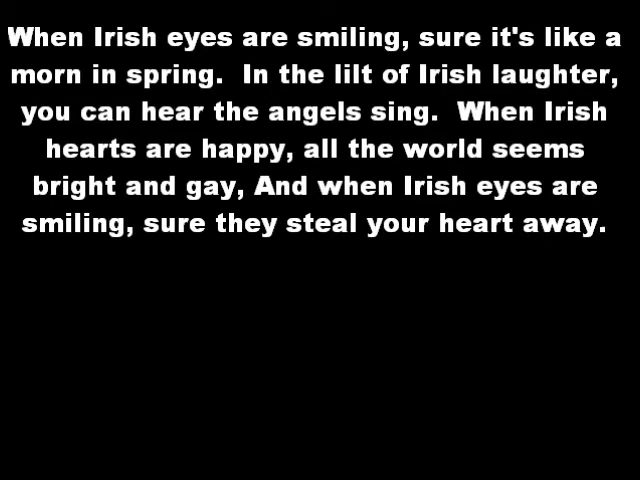 When Irish eyes are smiling, sure it's like a
morn in spring.  In the lilt of Irish laughter,
you can hear the angels sing.  When Irish
hearts are happy, all the world seems
bright and gay, And when Irish eyes are
smiling, sure they steal your heart away.